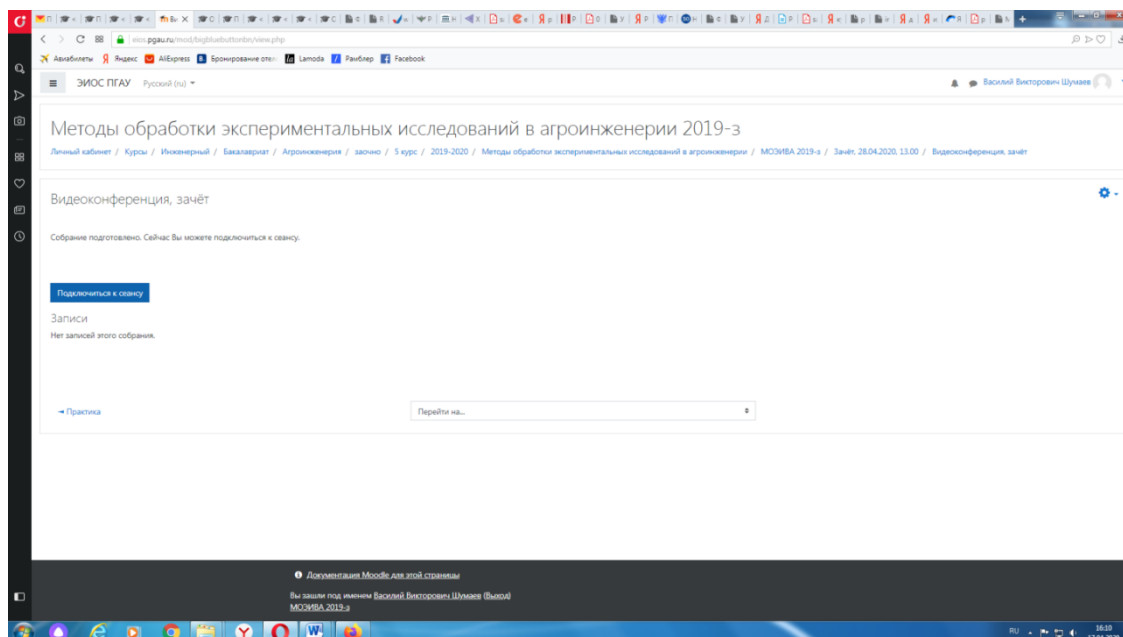 eios.pgau.ru/mod/bigbluebuttonbn/view.php
Авиабилеты Яндекс AliExpress Бронирование отел Lamoda Рамблер Facebook
ЭИОС ПГАУ Русский (ru)
Василий Викторович Шумаев
Методы обработки экспериментальных исследований в агроинженерии 2019-з
Личный кабинет / Курсы / Инженерный / Бакалавриат / Агроинженерия / заочно / 5 курс / 2019-2020 / Методы обработки экспериментальных исследований в агроинженерии / МОЭИВА 2019-з / Зачёт, 28.04.2020, 13.00 / Видеоконференция, зачёт
Видеоконференция, зачёт
Собрание подготовлено. Сейчас Вы можете подключиться к сеансу.
Подключиться к сеансу
Записи
Нет записей этого собрания.
◄ Практика
Перейти на...
Документация Moodle для этой страницы
Вы зашли под именем Василий Викторович Шумаев (Выход)
МОЭИВА 2019-з
RU
16:10